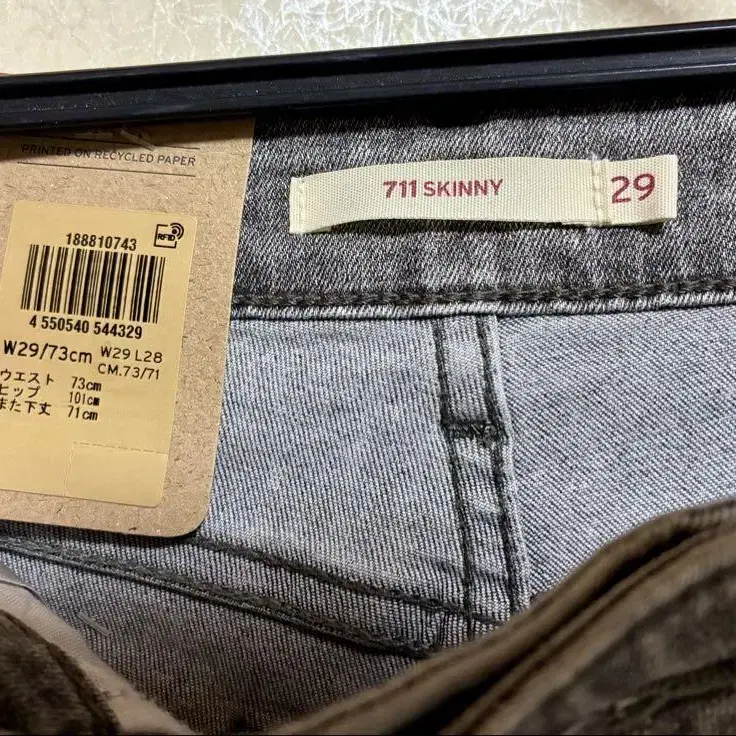 PRINTED ON RECYCLED PAPER
188810743
RFID
4 550540 544329
W29/73cm W29 L28
CM.73/71
ウエスト 73cm
ヒップ 101cm
また下丈 71cm
711 SKINNY
29